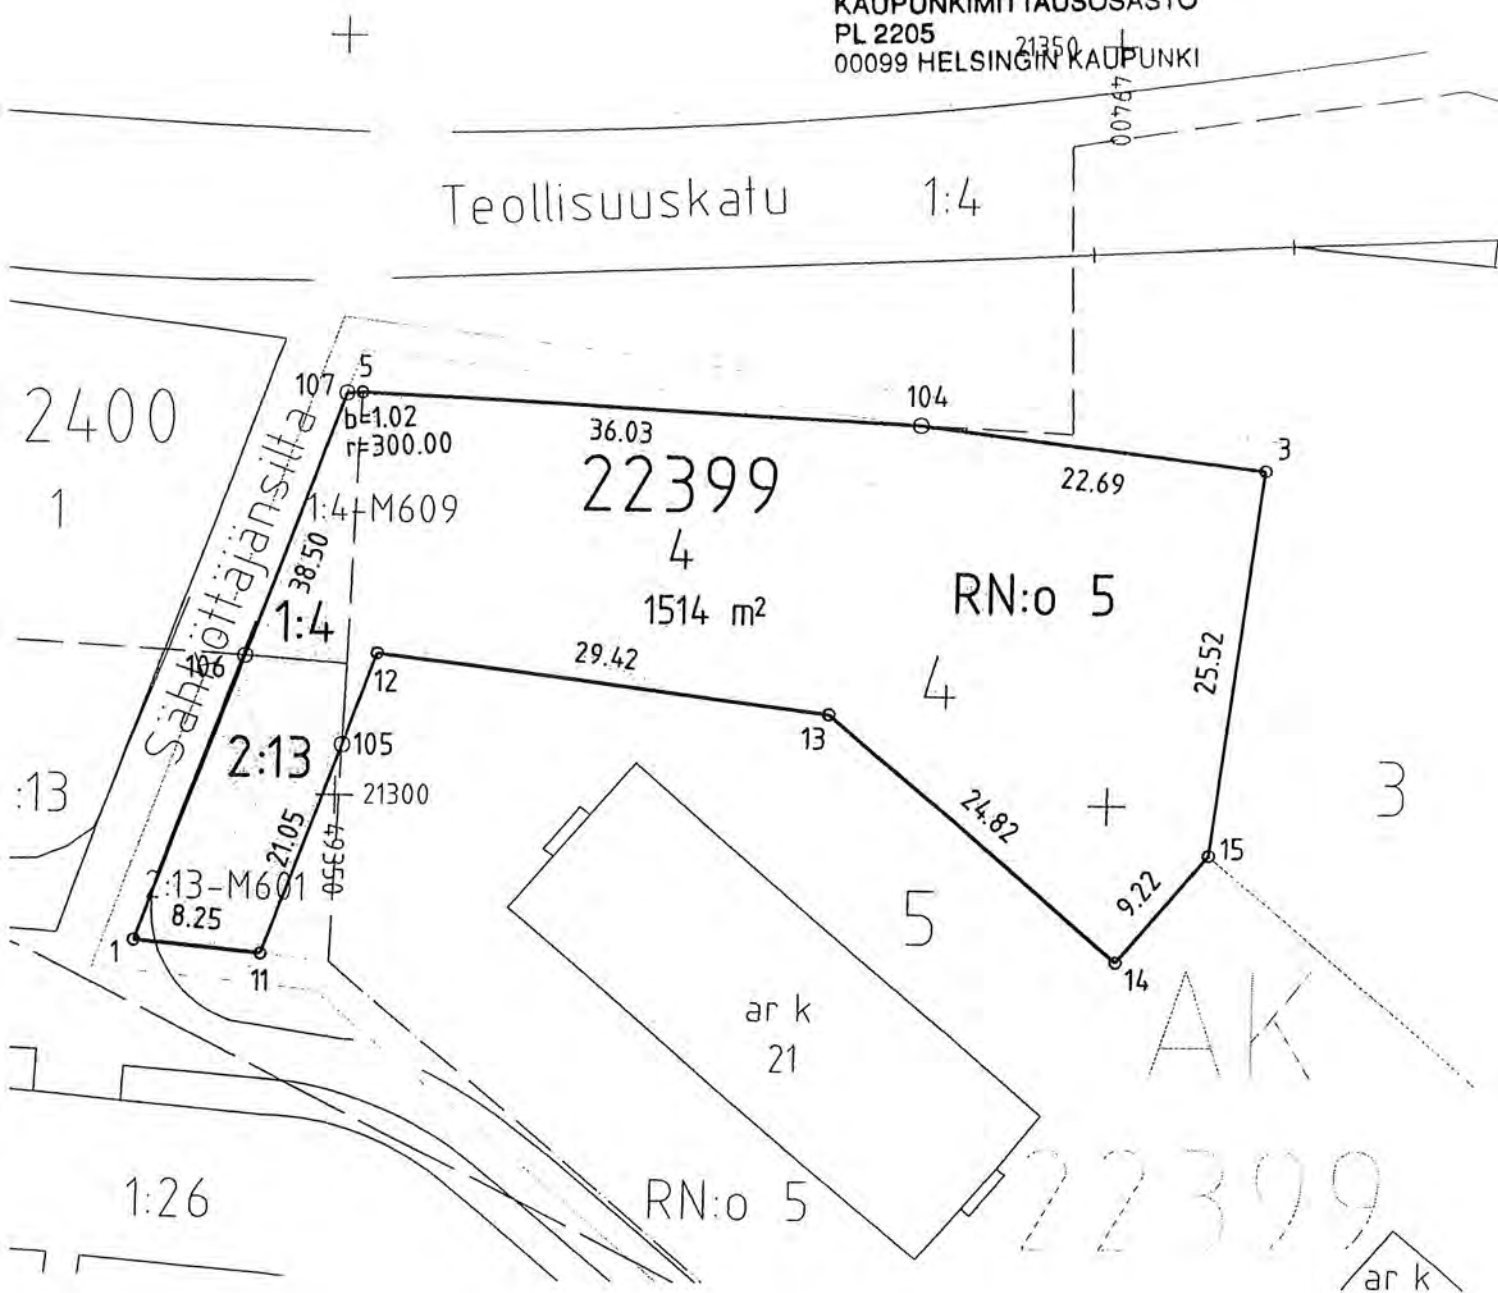 KAUPUNKIMITTAUSOSASTO
PL 2205
21350
00099 HELSINGIN KAUPUNKI
49400
Teollisuuskatu 1:4
2400
1
107
5
b=1.02
r=300.00
36.03
104
3
22.69
22399
4
1514 m²
1:4-M609
Sähköttäjänsilta
38.50
1:4
RN:o 5
4
106
12
29.42
13
25.52
2:13
105
21300
49350
:13
21.05
2:13-M601
8.25
1
11
24.82
3
15
9.22
14
5
ar k
21
AK
1:26
RN:o 5
22399
ar k